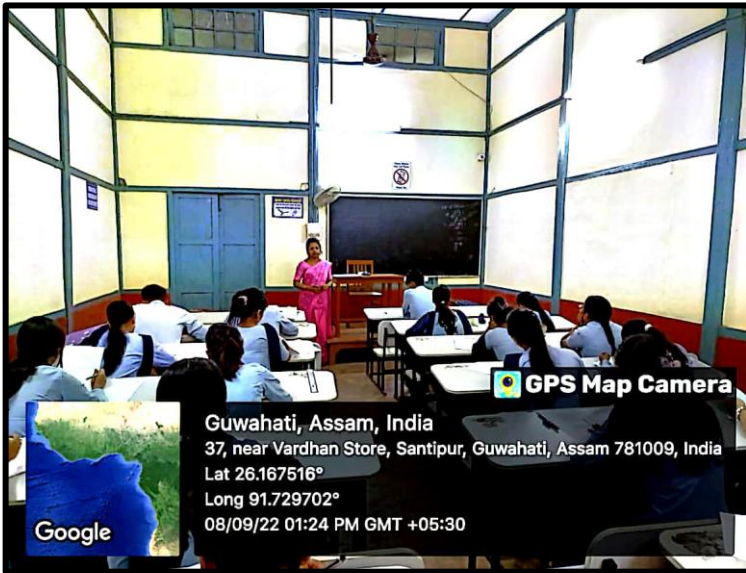 GPS Map Camera
Guwahati, Assam, India
37, near Vardhan Store, Santipur, Guwahati, Assam 781009, India
Lat 26.167516°
Long 91.729702°
08/09/22 01:24 PM GMT +05:30
Google